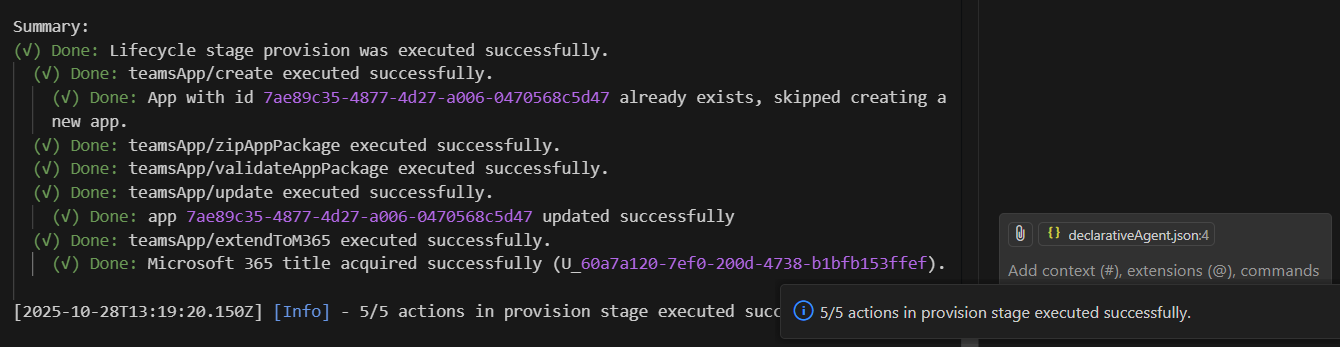 Summary:
(√) Done: Lifecycle stage provision was executed successfully.
(√) Done: teamsApp/create executed successfully.
(√) Done: App with id 7ae89c35-4877-4d27-a006-0470568c5d47 already exists, skipped creating a
new app.
(√) Done: teamsApp/zipAppPackage executed successfully.
(√) Done: teamsApp/validateAppPackage executed successfully.
(√) Done: teamsApp/update executed successfully.
(√) Done: app 7ae89c35-4877-4d27-a006-0470568c5d47 updated successfully
(√) Done: teamsApp/extendToM365 executed successfully.
(√) Done: Microsoft 365 title acquired successfully (U_60a7a120-7ef0-200d-4738-b1bfb153ffef).
[2025-10-28T13:19:20.150Z] [Info] - 5/5 actions in provision stage executed succ
{} declarativeAgent.json:4
Add context (#), extensions (@), commands
5/5 actions in provision stage executed successfully.